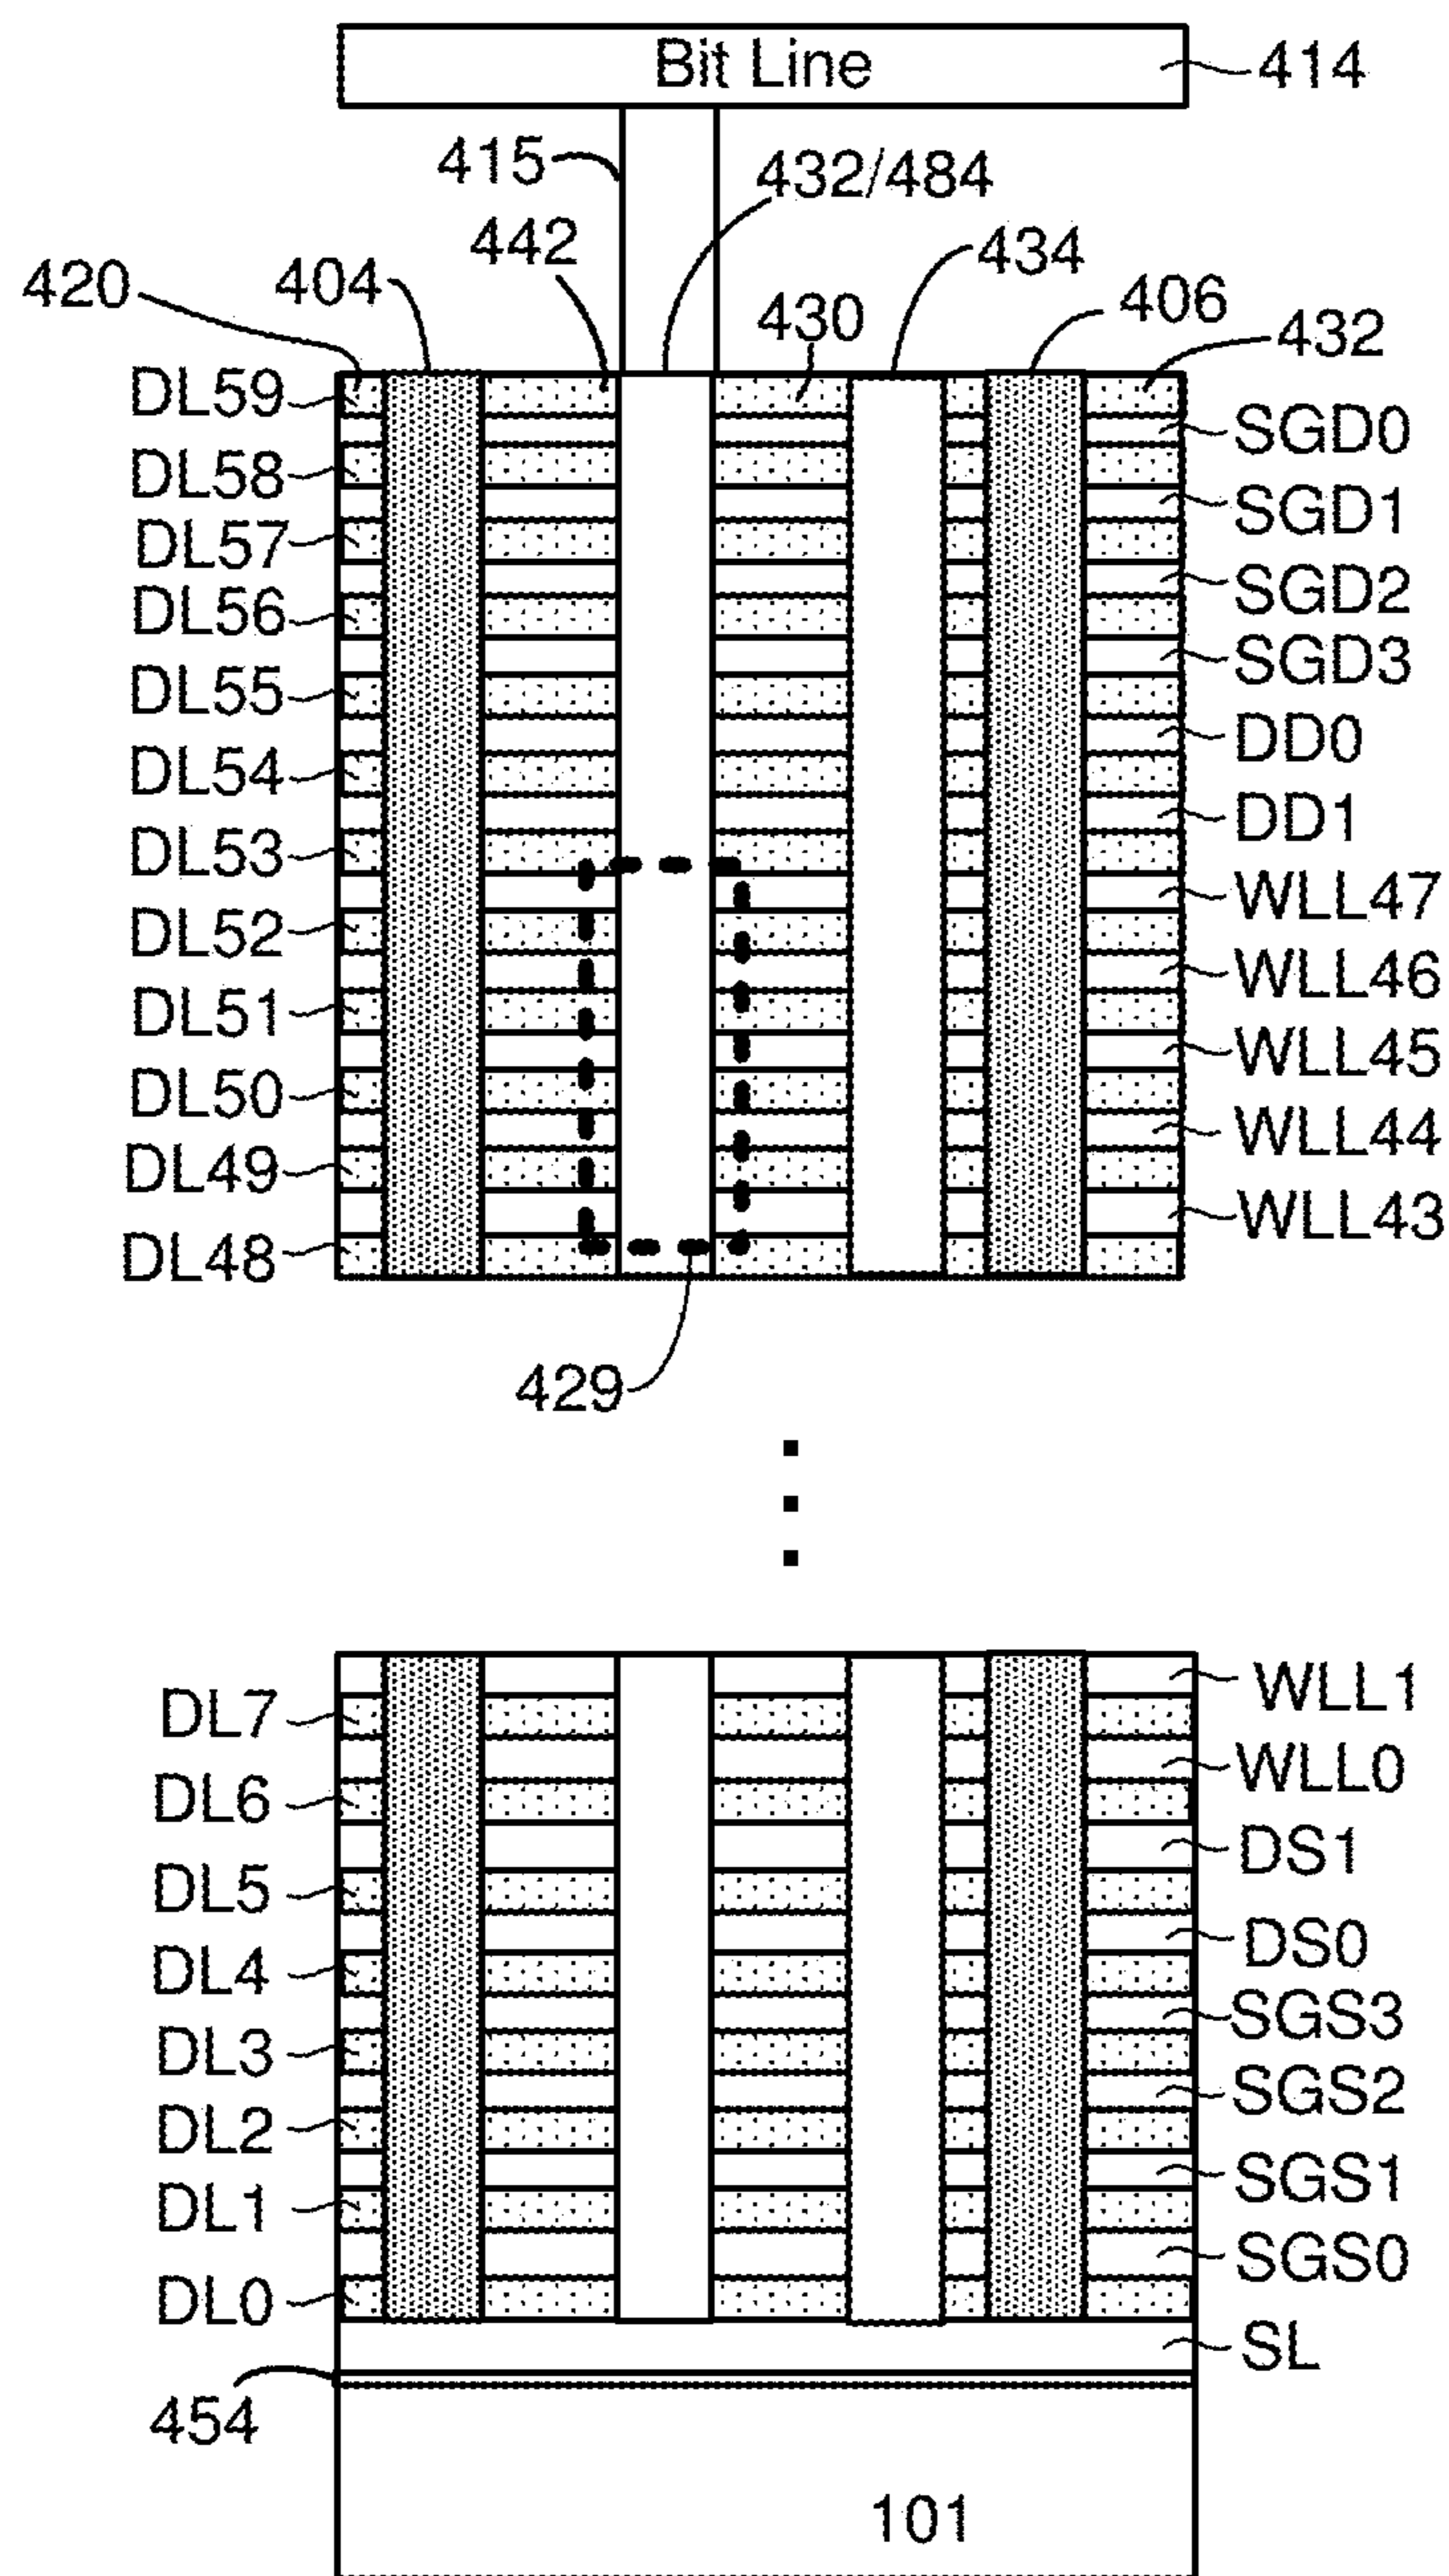 Bit Line
414
415
432/484
442
434
420
404
430
406
432
DL59
SGD0
DL58
SGD1
DL57
SGD2
DL56
SGD3
DL55
DD0
DL54
DD1
DL53
WLL47
DL52
WLL46
DL51
WLL45
DL50
WLL44
DL49
WLL43
DL48
429
WLL1
DL7
WLL0
DL6
DS1
DL5
DS0
DL4
SGS3
DL3
SGS2
DL2
SGS1
DL1
SGS0
DL0
SL
454
101